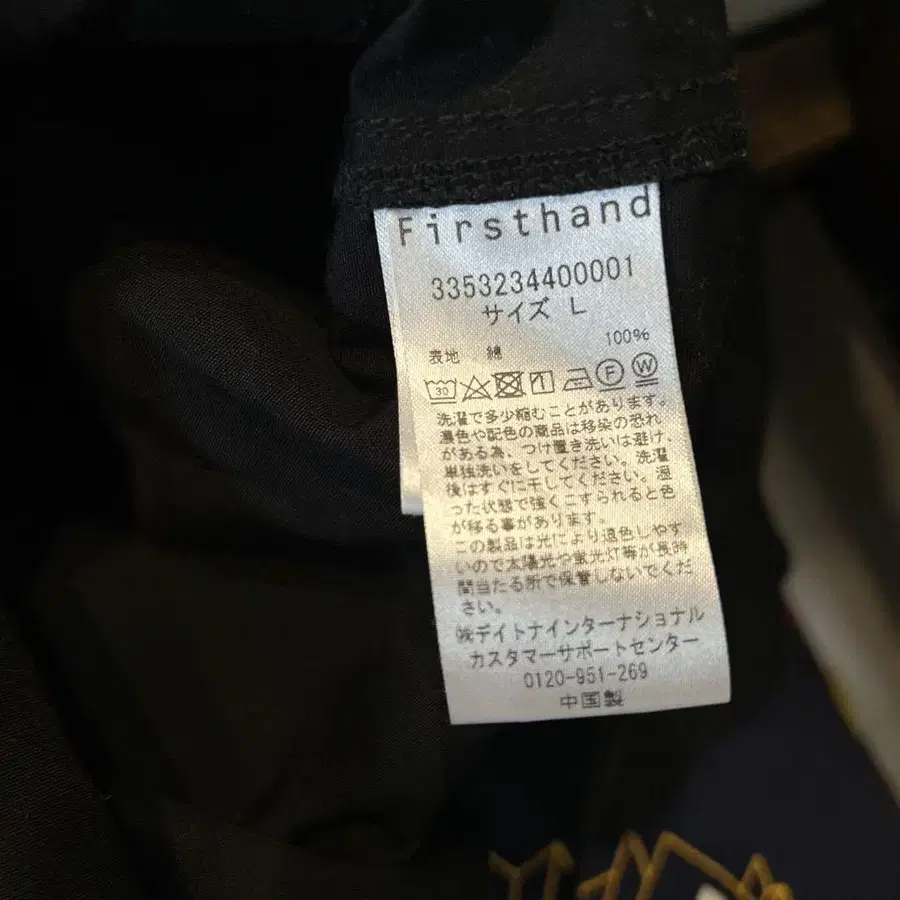 Firsthand
3353234400001
サイズ L
100%
表地 綿
30 F W
洗濯で多少縮むことがあります。
濃色や配色の商品は移染の恐れ
がある為、つけ置き洗いは避け、
単独洗いをしてください。洗濯
後はすぐに干してください。湿
った状態で強くこすられると色
が移る事があります。
この製品は光により退色しやす
いので太陽光や蛍光灯等が長時
間当たる所で保管しないでくだ
さい。
㈱デイトナインターナショナル
カスタマーサポートセンター
0120-951-269
中国製